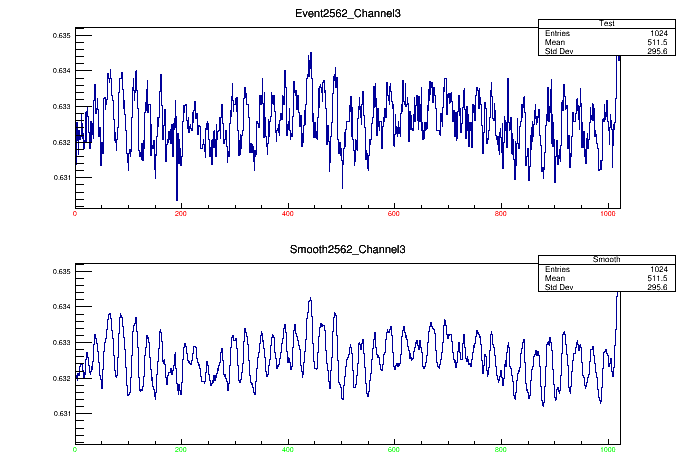 Event2562_Channel3
Test
Entries 1024
Mean 511.5
Std Dev 295.6
0.635
0.634
0.633
0.632
0.631
0 200 400 600 800 1000
Smooth2562_Channel3
Smooth
Entries 1024
Mean 511.5
Std Dev 295.6
0.635
0.634
0.633
0.632
0.631
0 200 400 600 800 1000